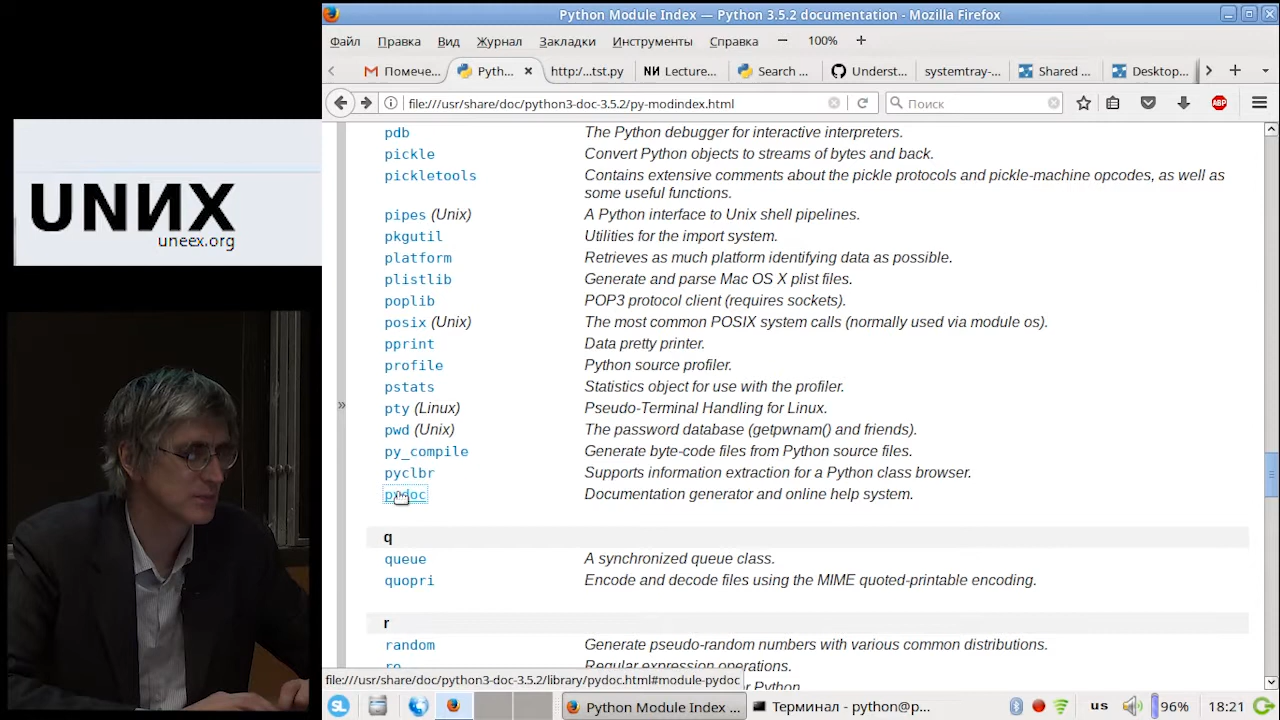 UNИX
uneex.org
Python Module Index — Python 3.5.2 documentation - Mozilla Firefox
Файл Правка Вид Журнал Закладки Инструменты Справка 100%
Помече... Pyth... http:/...tst.py NИ Lecture... Search ... Underst... systemtray-... Shared ... Desktop...
file:///usr/share/doc/python3-doc-3.5.2/py-modindex.html Поиск ABP
pdb The Python debugger for interactive interpreters.
pickle Convert Python objects to streams of bytes and back.
pickletools Contains extensive comments about the pickle protocols and pickle-machine opcodes, as well as
some useful functions.
pipes (Unix) A Python interface to Unix shell pipelines.
pkgutil Utilities for the import system.
platform Retrieves as much platform identifying data as possible.
plistlib Generate and parse Mac OS X plist files.
poplib POP3 protocol client (requires sockets).
posix (Unix) The most common POSIX system calls (normally used via module os).
pprint Data pretty printer.
profile Python source profiler.
pstats Statistics object for use with the profiler.
pty (Linux) Pseudo-Terminal Handling for Linux.
pwd (Unix) The password database (getpwnam() and friends).
py_compile Generate byte-code files from Python source files.
pyclbr Supports information extraction for a Python class browser.
pydoc Documentation generator and online help system.
q
queue A synchronized queue class.
quopri Encode and decode files using the MIME quoted-printable encoding.
r
random Generate pseudo-random numbers with various common distributions.
re Regular expression operations.
file:///usr/share/doc/python-3-doc-3.5.2/library/pydoc.html#module-pydoc
Python Module Index ... Терминал - python@p... us 96% 18:21